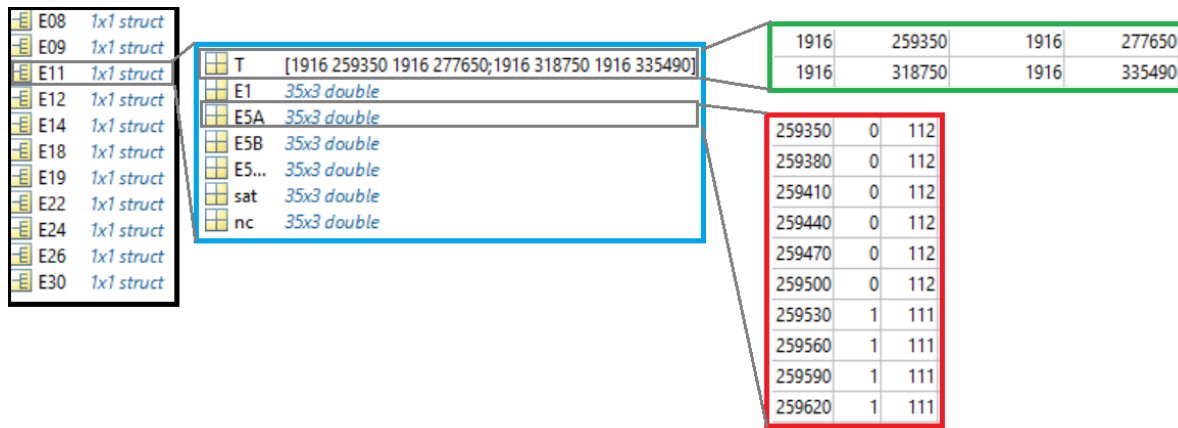 E08 1x1 struct
E09 1x1 struct
E11 1x1 struct
E12 1x1 struct
E14 1x1 struct
E18 1x1 struct
E19 1x1 struct
E22 1x1 struct
E24 1x1 struct
E26 1x1 struct
E30 1x1 struct
T [1916 259350 1916 277650;1916 318750 1916 335490]
E1 35x3 double
E5A 35x3 double
E5B 35x3 double
E5... 35x3 double
sat 35x3 double
nc 35x3 double
1916 259350 1916 277650
1916 318750 1916 335490
259350 0 112
259380 0 112
259410 0 112
259440 0 112
259470 0 112
259500 0 112
259530 1 111
259560 1 111
259590 1 111
259620 1 111